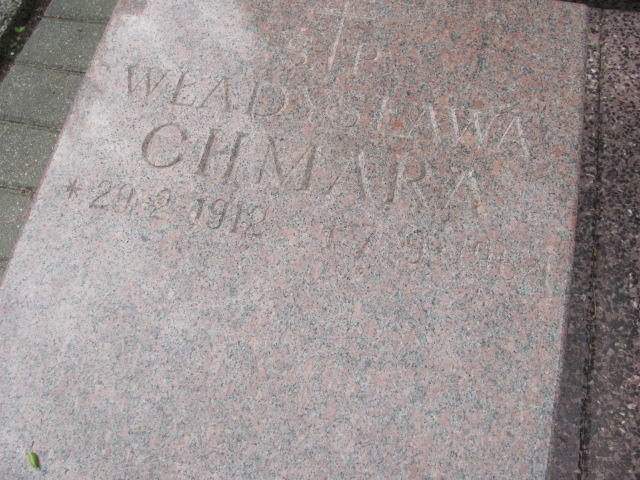 Ś P
WŁADYSŁAWA
CHMARA
* 29·2·1912